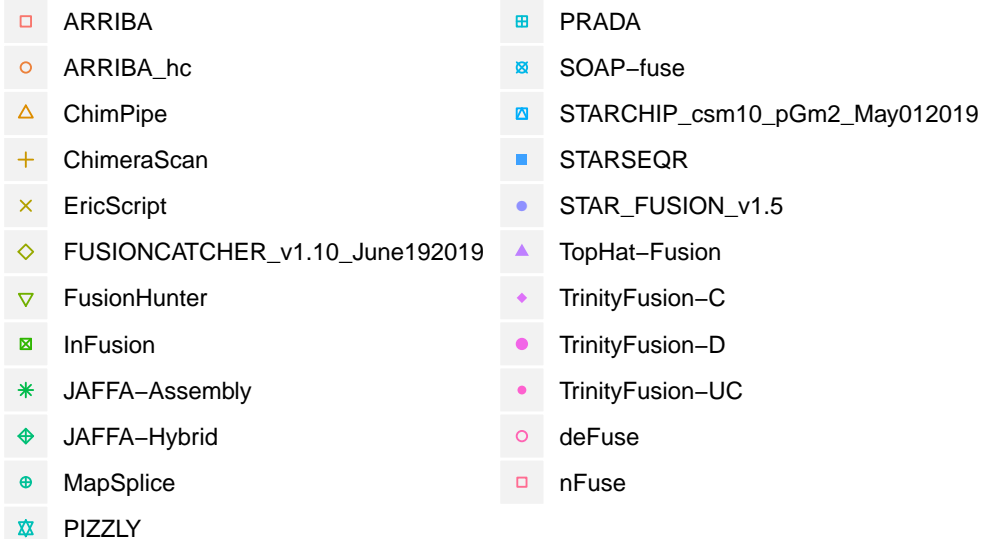 ARRIBA
ARRIBA_hc
ChimPipe
ChimeraScan
EricScript
FUSIONCATCHER_v1.10_June192019
FusionHunter
InFusion
JAFFA−Assembly
JAFFA−Hybrid
MapSplice
PIZZLY
PRADA
SOAP−fuse
STARCHIP_csm10_pGm2_May012019
STARSEQR
STAR_FUSION_v1.5
TopHat−Fusion
TrinityFusion−C
TrinityFusion−D
TrinityFusion−UC
deFuse
nFuse